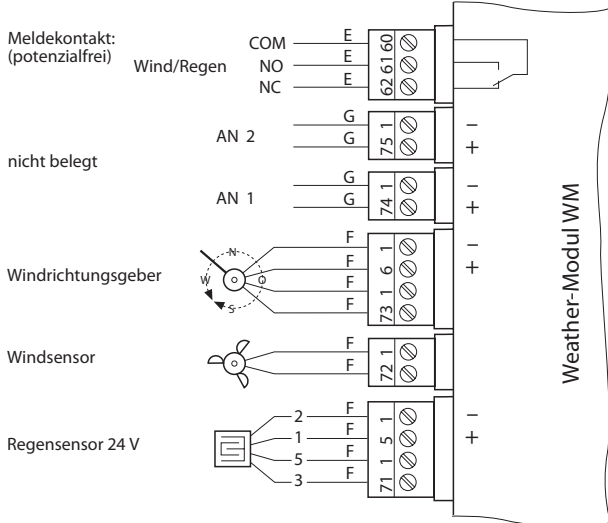 Meldekontakt:
(potenzialfrei)
Wind/Regen
COM E 60
NO E 61
NC E 62
AN 2
G 1 –
G 75 +
nicht belegt
AN 1
G 1 –
G 74 +
Windrichtungsgeber
N
W O
S
F 1 –
F 6 +
F 1
F 73
Windsensor
F 1
F 72
Regensensor 24 V
2 F 1 –
1 F 5 +
5 F 1
3 F 71
Weather-Modul WM